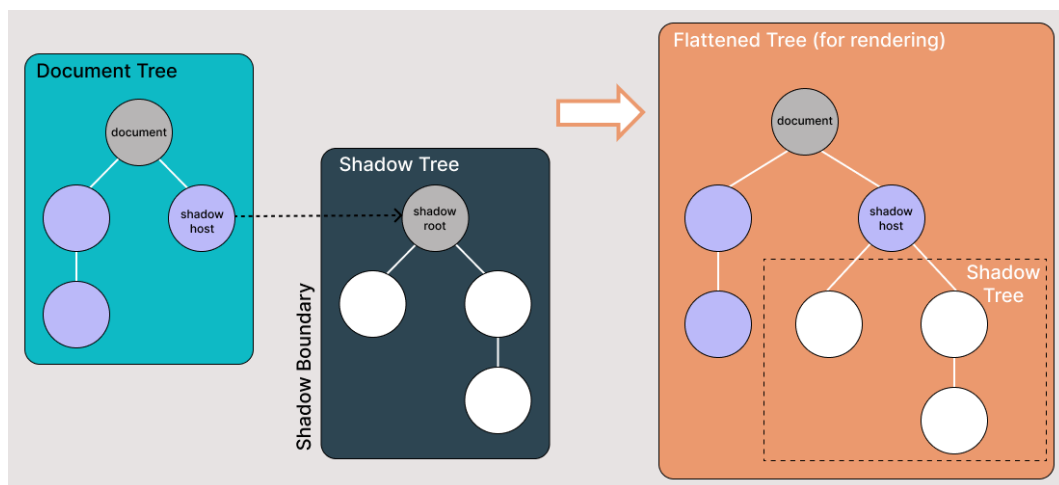 Document Tree
document
shadow
host
Shadow Boundary
Shadow Tree
shadow
root
Flattened Tree (for rendering)
document
shadow
host
Shadow
Tree